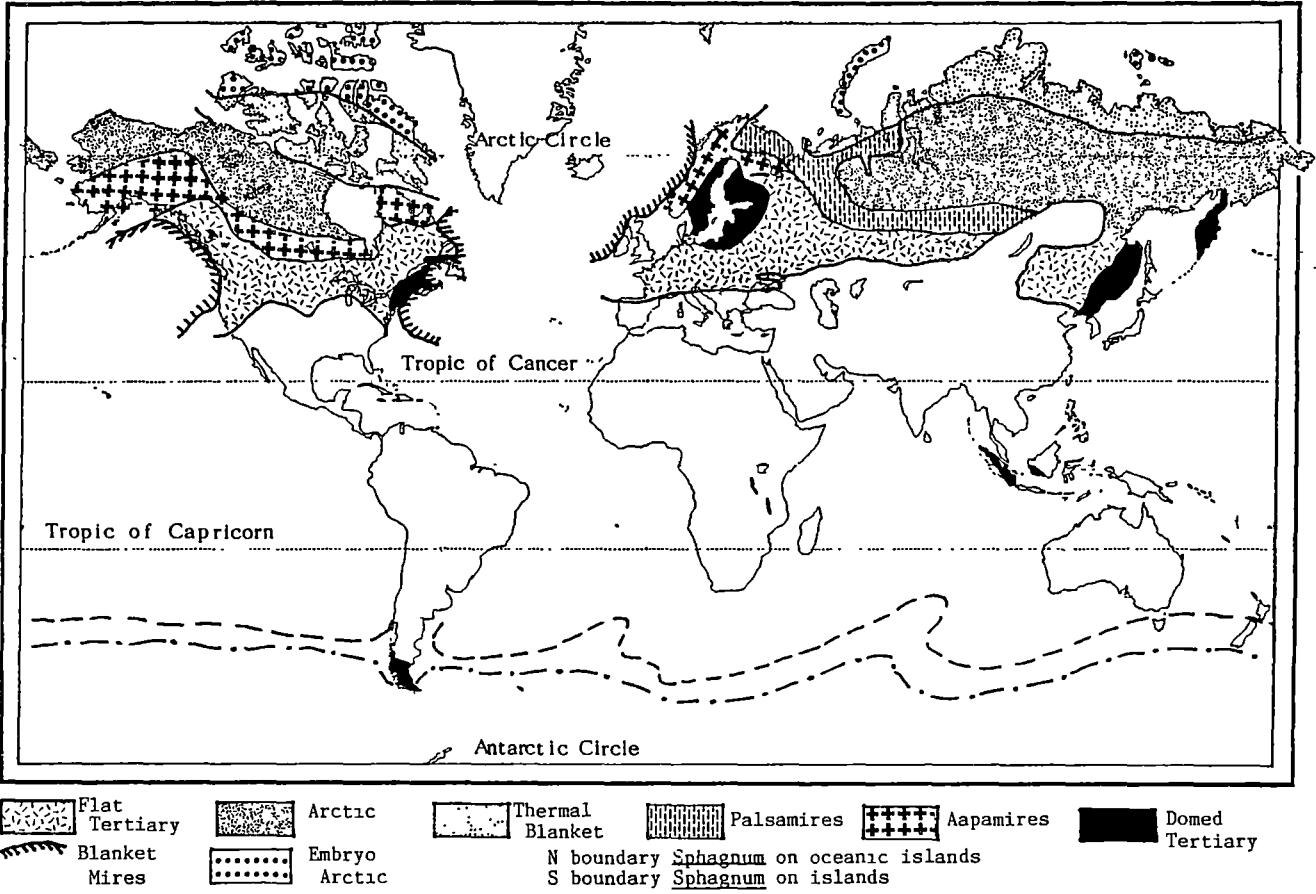 Arctic Circle
Tropic of Cancer
Tropic of Capricorn
Antarctic Circle
Flat
Tertiary
Arctic
Thermal
Blanket
Palsamires
Aapamires
Domed
Tertiary
Blanket
Mires
Embryo
Arctic
N boundary Sphagnum on oceanic islands
S boundary Sphagnum on islands